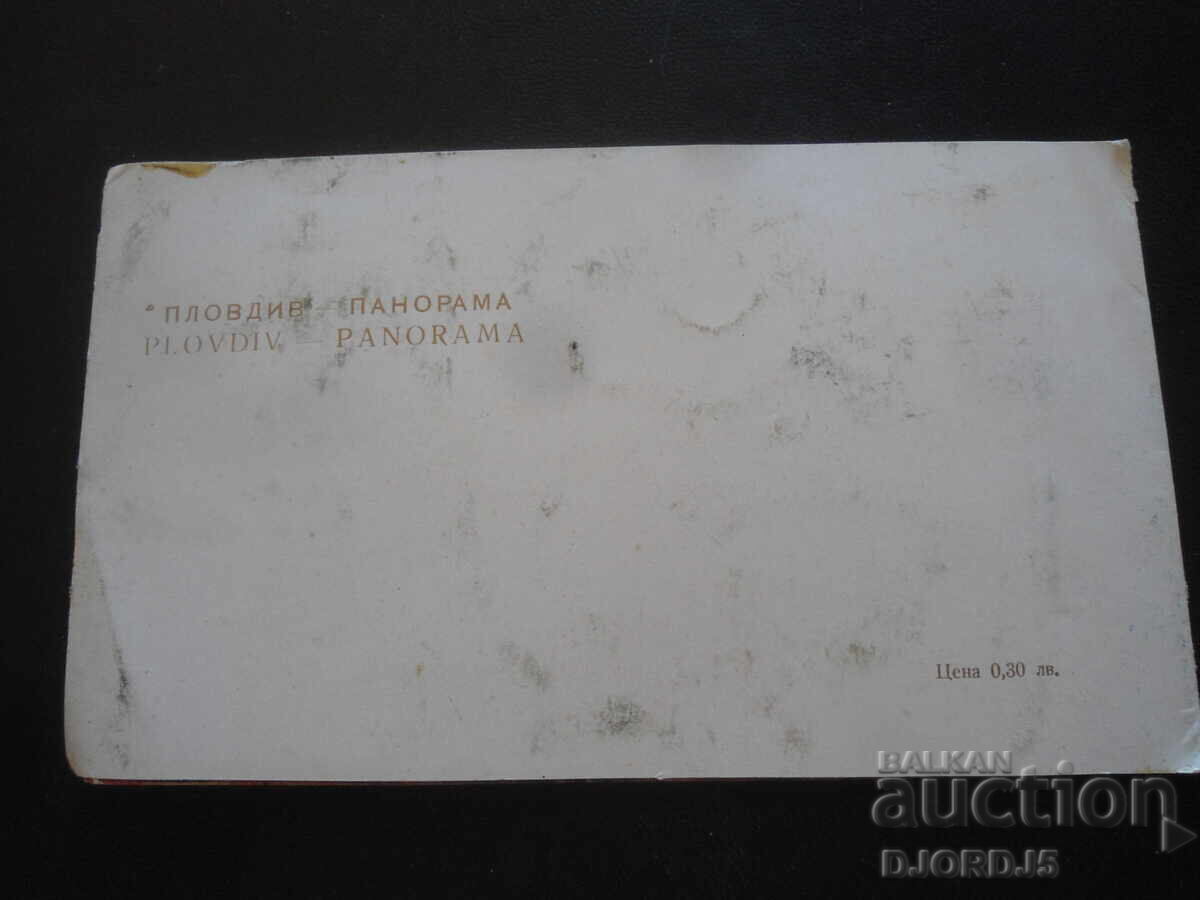 "ПЛОВДИВ" — ПАНОРАМА
PLOVDIV — PANORAMA
Цена 0,30 лв.
BALKAN
auction
DJORDJ5